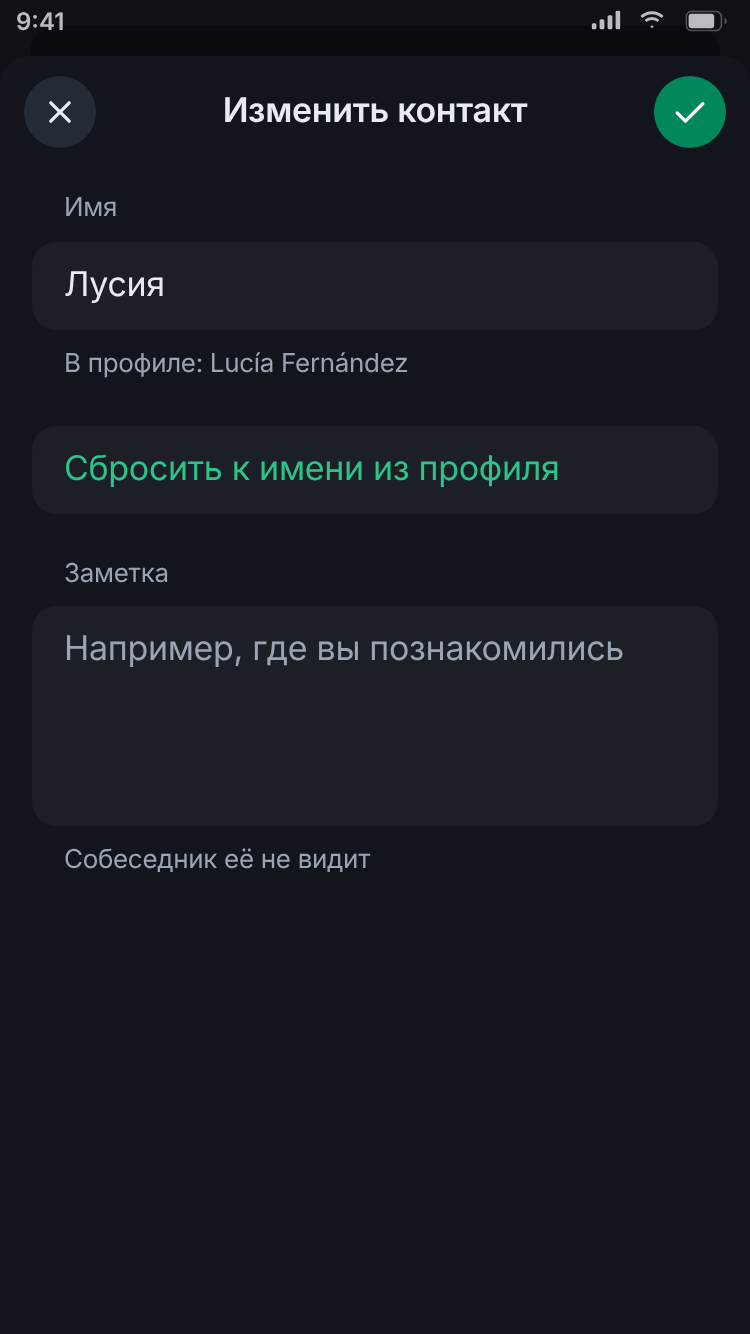 9:41
Изменить контакт
Имя
Лусия
В профиле: Lucía Fernández
Сбросить к имени из профиля
Заметка
Например, где вы познакомились
Собеседник её не видит